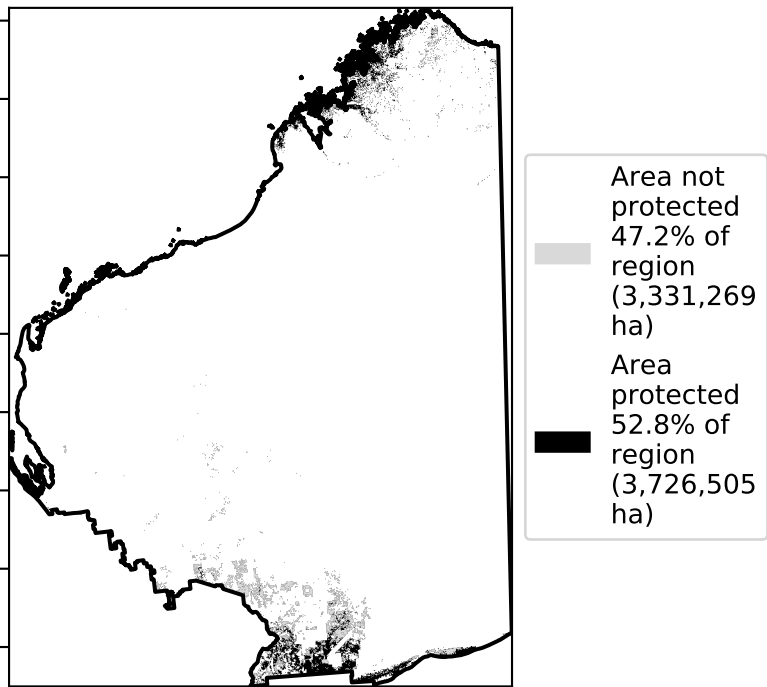 Area not
protected
47.2% of
region
(3,331,269
ha)
Area
protected
52.8% of
region
(3,726,505
ha)